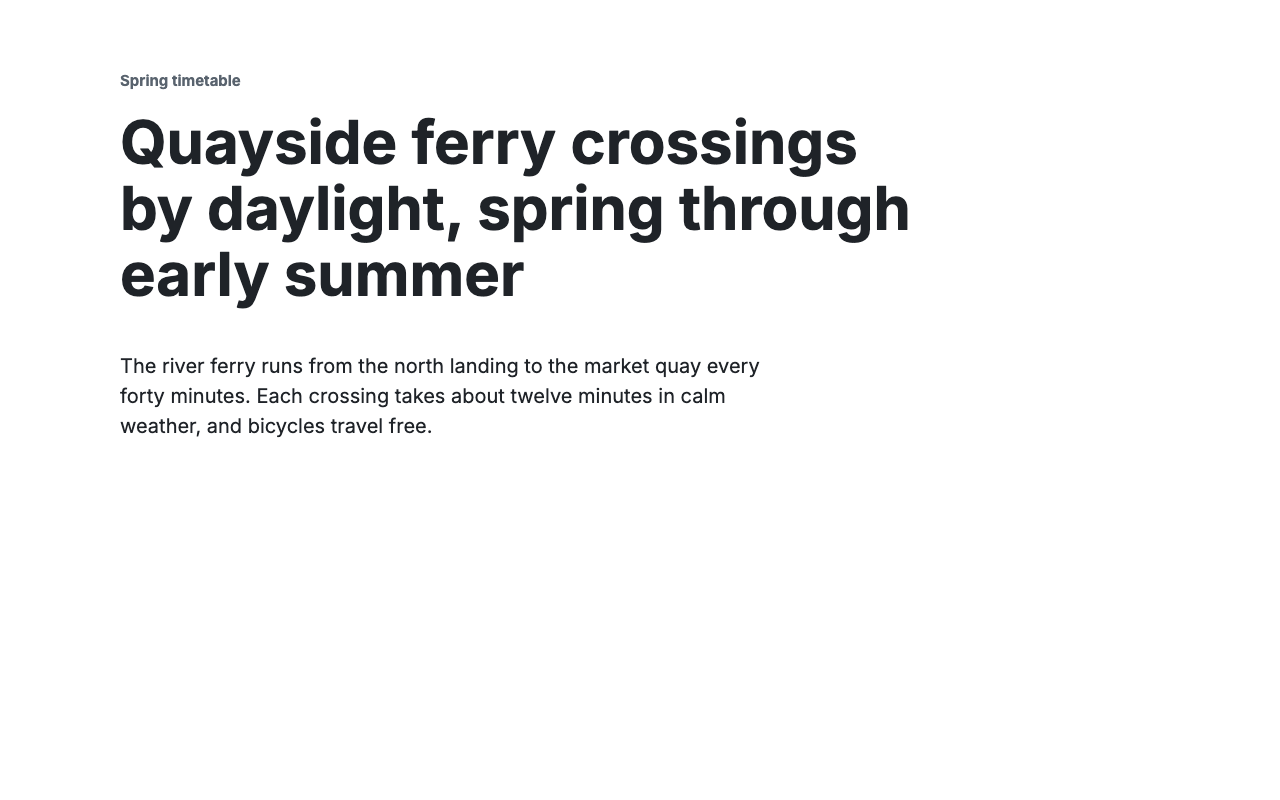 Spring timetable
Quayside ferry crossings
by daylight, spring through
early summer
The river ferry runs from the north landing to the market quay every
forty minutes. Each crossing takes about twelve minutes in calm
weather, and bicycles travel free.